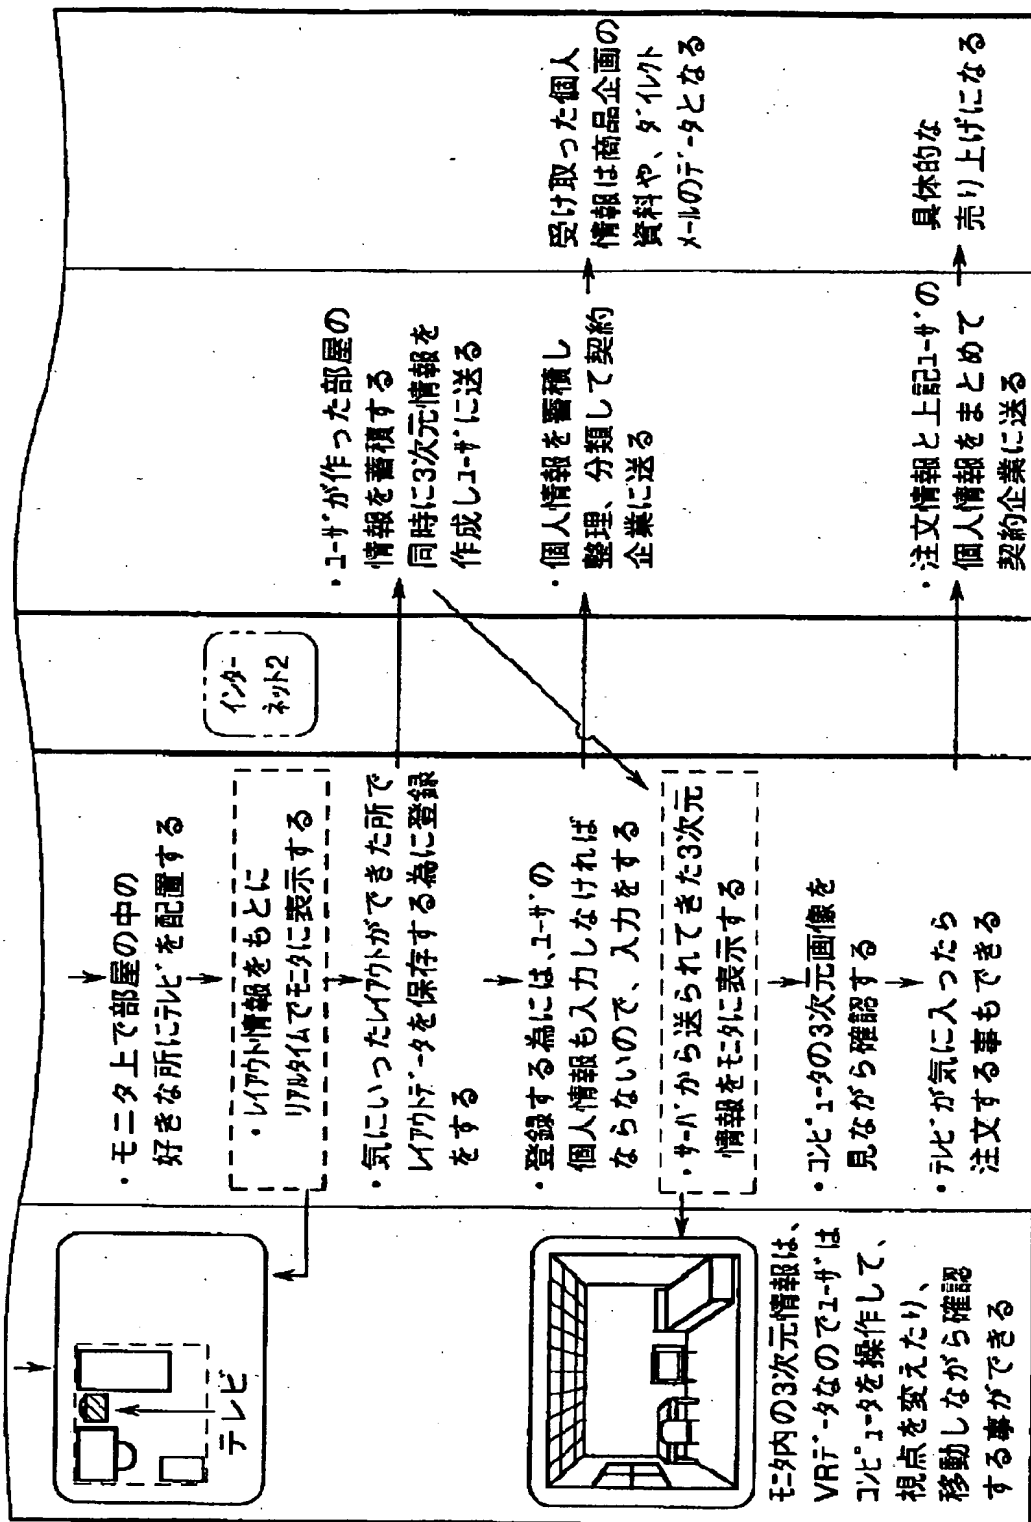 テレビ
モニタ内の3次元情報は、
VRデータなのでユーザは
コンピュータを操作して、
視点を変えたり、
移動しながら確認
する事ができる
・モニタ上で部屋の中の
好きな所にテレビを配置する
・レイアウト情報をもとに
リアルタイムでモニタに表示する
・気にいったレイアウトができた所で
レイアウトデータを保存する為に登録
をする
・登録する為には、ユーザの
個人情報も入力しなければ
ならないので、入力をする
・サーバから送られてきた3次元
情報をモニタに表示する
・コンピュータの3次元画像を
見ながら確認する
・テレビが気に入ったら
注文する事もできる
インター
ネット2
・ユーザが作った部屋の
情報を蓄積する
同時に3次元情報を
作成しユーザに送る
・個人情報を蓄積し
整理、分類して契約
企業に送る
・注文情報と上記ユーザの
個人情報をまとめて
契約企業に送る
受け取った個人
情報は商品企画の
資料や、ダイレクト
メールのデータとなる
具体的な
売り上げになる